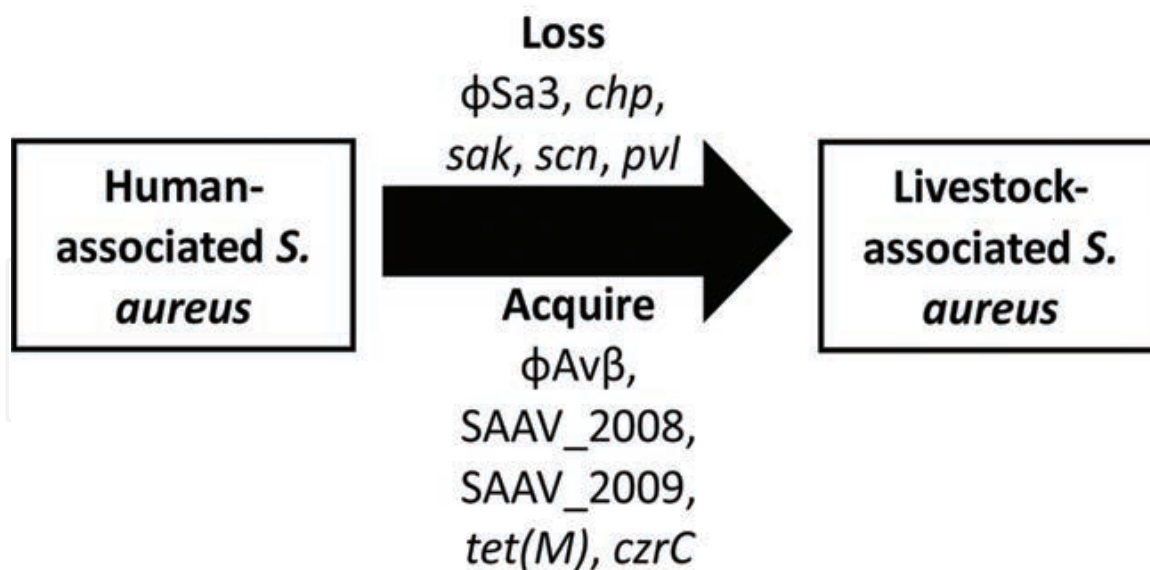 Loss
ϕSa3, chp,
sak, scn, pvl
Human-
associated S.
aureus
Livestock-
associated S.
aureus
Acquire
ϕAvβ,
SAAV_2008,
SAAV_2009,
tet(M), czrC